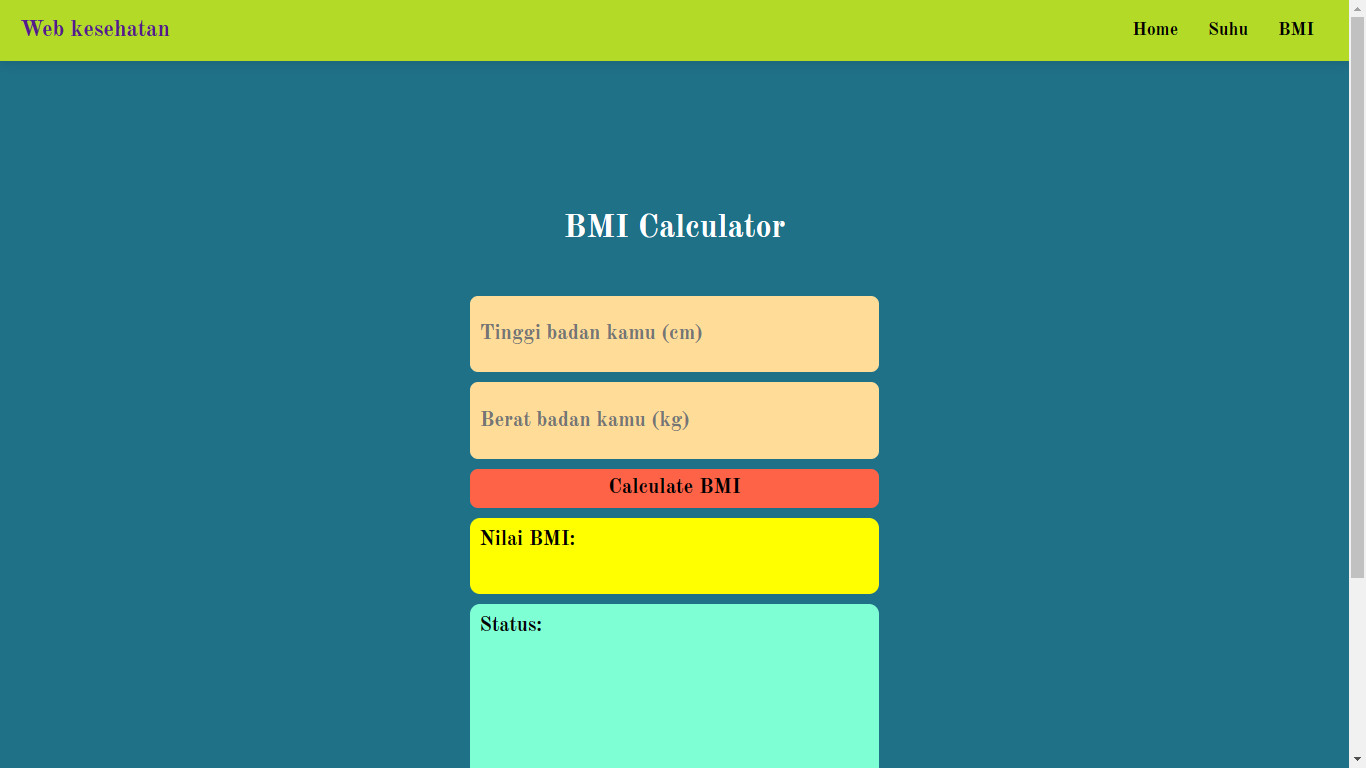 Web kesehatan
Home Suhu BMI
BMI Calculator
Tinggi badan kamu (cm)
Berat badan kamu (kg)
Calculate BMI
Nilai BMI:
Status: